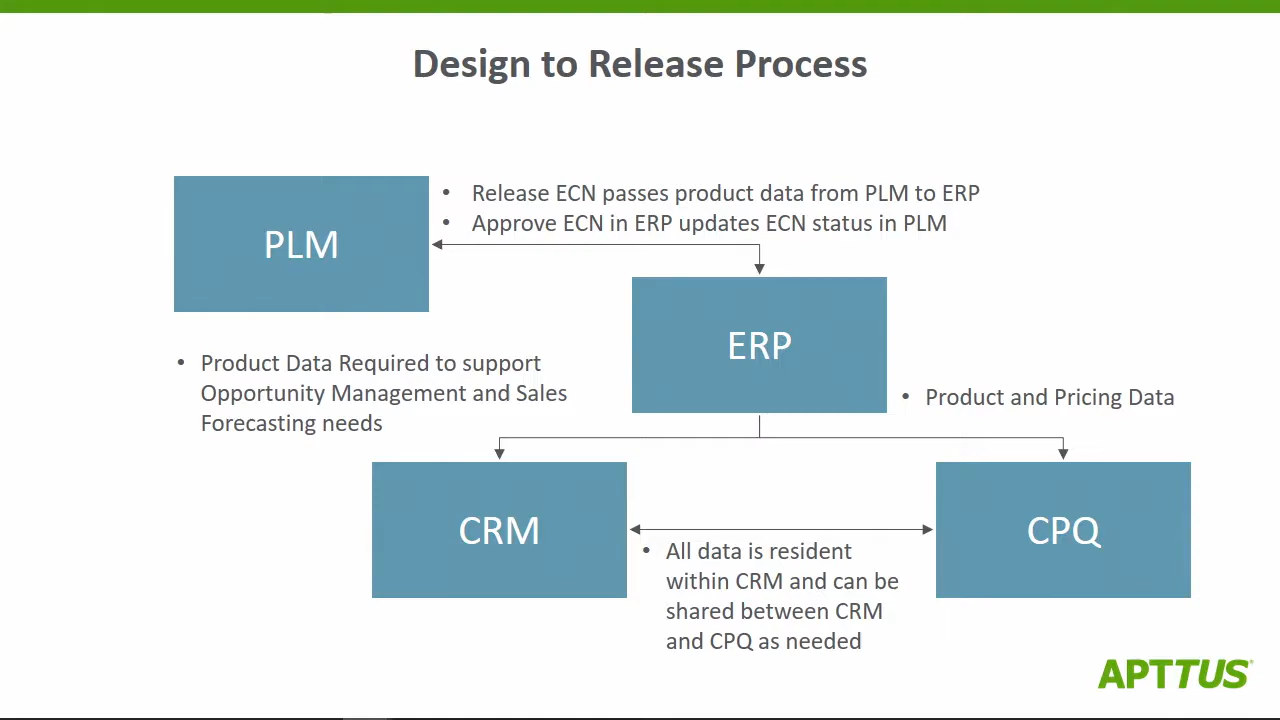 Design to Release Process
PLM
• Release ECN passes product data from PLM to ERP
• Approve ECN in ERP updates ECN status in PLM
ERP
• Product Data Required to support
Opportunity Management and Sales
Forecasting needs
• Product and Pricing Data
CRM
CPQ
• All data is resident
within CRM and can be
shared between CRM
and CPQ as needed
APTTUS